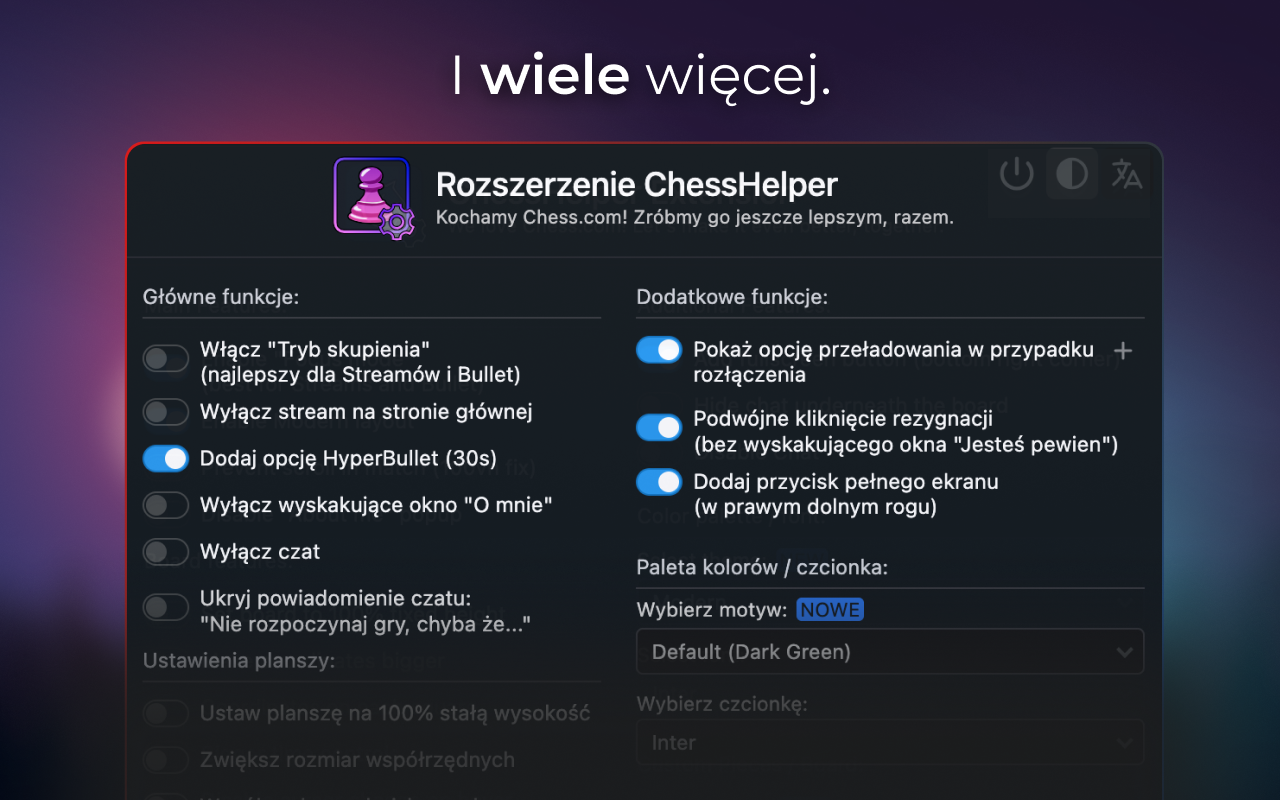 I wiele więcej.
Rozszerzenie ChessHelper
Kochamy Chess.com! Zróbmy go jeszcze lepszym, razem.
Główne funkcje:
Włącz "Tryb skupienia"
(najlepszy dla Streamów i Bullet)
Wyłącz stream na stronie głównej
Dodaj opcję HyperBullet (30s)
Wyłącz wyskakujące okno "O mnie"
Wyłącz czat
Ukryj powiadomienie czatu:
"Nie rozpoczynaj gry, chyba że..."
Ustawienia planszy:
Ustaw planszę na 100% stałą wysokość
Zwiększ rozmiar współrzędnych
Dodatkowe funkcje:
Pokaż opcję przeładowania w przypadku
rozłączenia
Podwójne kliknięcie rezygnacji
(bez wyskakującego okna "Jesteś pewien")
Dodaj przycisk pełnego ekranu
(w prawym dolnym rogu)
Paleta kolorów / czcionka:
Wybierz motyw: NOWE
Default (Dark Green)
Wybierz czcionkę:
Inter